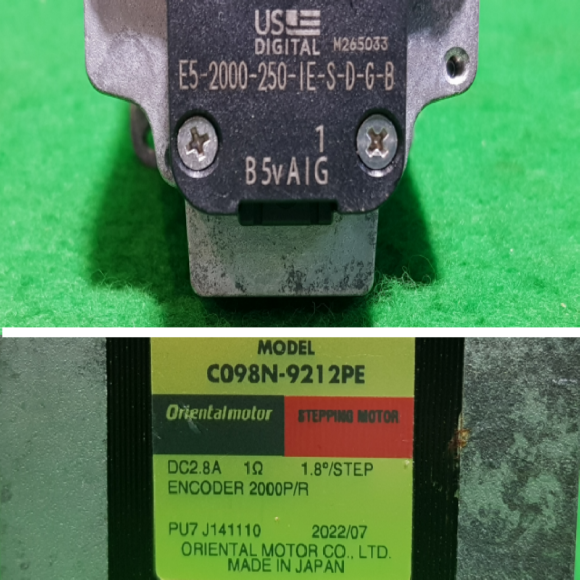 US
DIGITAL M265033
E5-2000-250-IE-S-D-G-B
1
B 5v A I G
MODEL
C098N-9212PE
Orientalmotor STEPPING MOTOR
DC2.8A 1Ω 1.8°/STEP
ENCODER 2000P/R
PU7 J141110 2022/07
ORIENTAL MOTOR CO., LTD.
MADE IN JAPAN